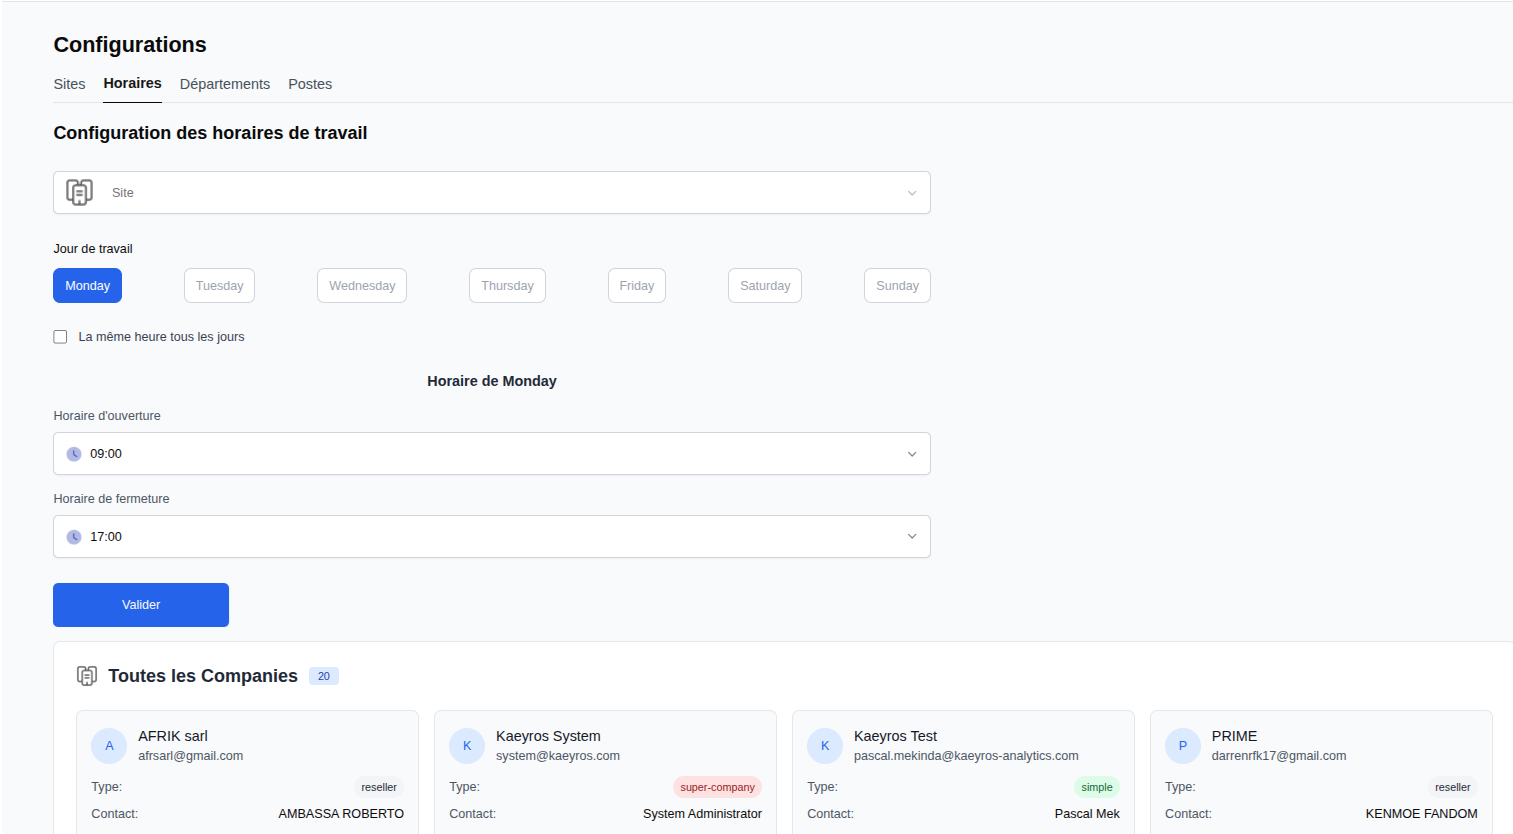 Configurations
Sites Horaires Départements Postes
Configuration des horaires de travail
Site
Jour de travail
Monday Tuesday Wednesday Thursday Friday Saturday Sunday
La même heure tous les jours
Horaire de Monday
Horaire d'ouverture
09:00
Horaire de fermeture
17:00
Valider
Toutes les Companies 20
A AFRIK sarl
afrsarl@gmail.com
Type: reseller
Contact: AMBASSA ROBERTO
K Kaeyros System
system@kaeyros.com
Type: super-company
Contact: System Administrator
K Kaeyros Test
pascal.mekinda@kaeyros-analytics.com
Type: simple
Contact: Pascal Mek
P PRIME
darrenrfk17@gmail.com
Type: reseller
Contact: KENMOE FANDOM